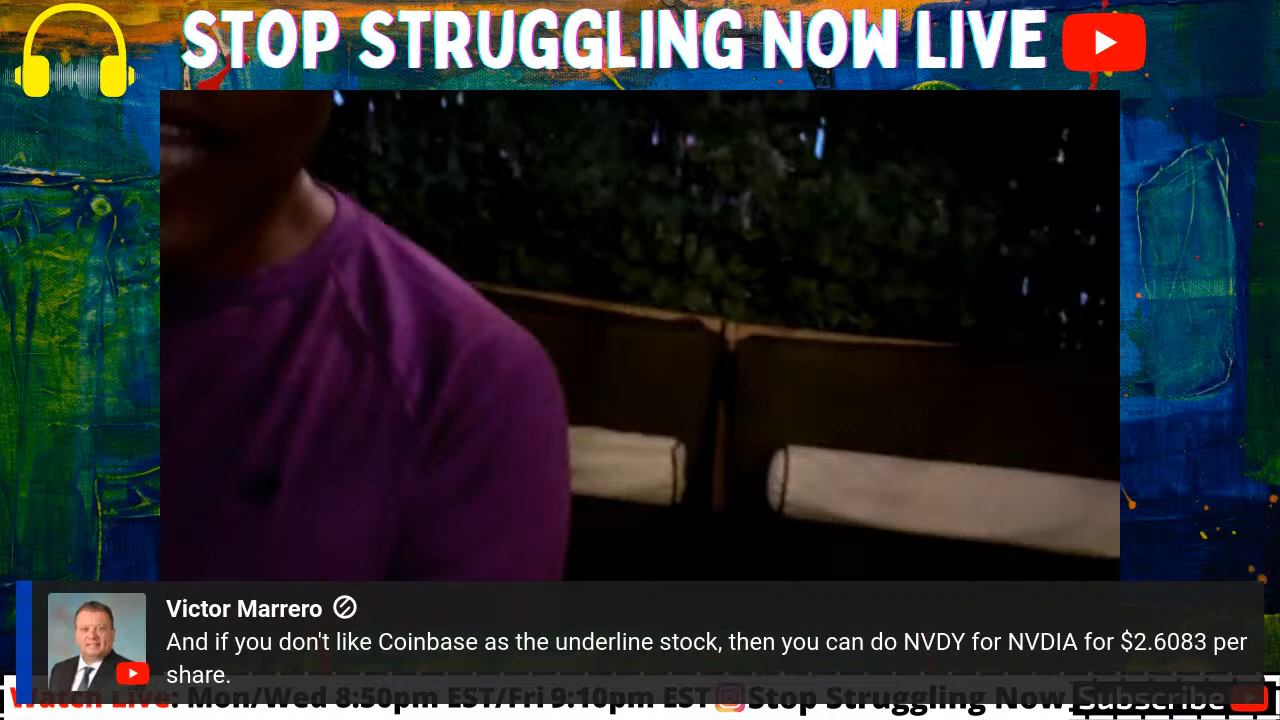 STOP STRUGGLING NOW LIVE
Victor Marrero
And if you don't like Coinbase as the underline stock, then you can do NVDY for NVDIA for $2.6083 per
share.
Watch Live: Mon/Wed 8:50pm EST/Fri 9:10pm EST Stop Struggling Now Subscribe